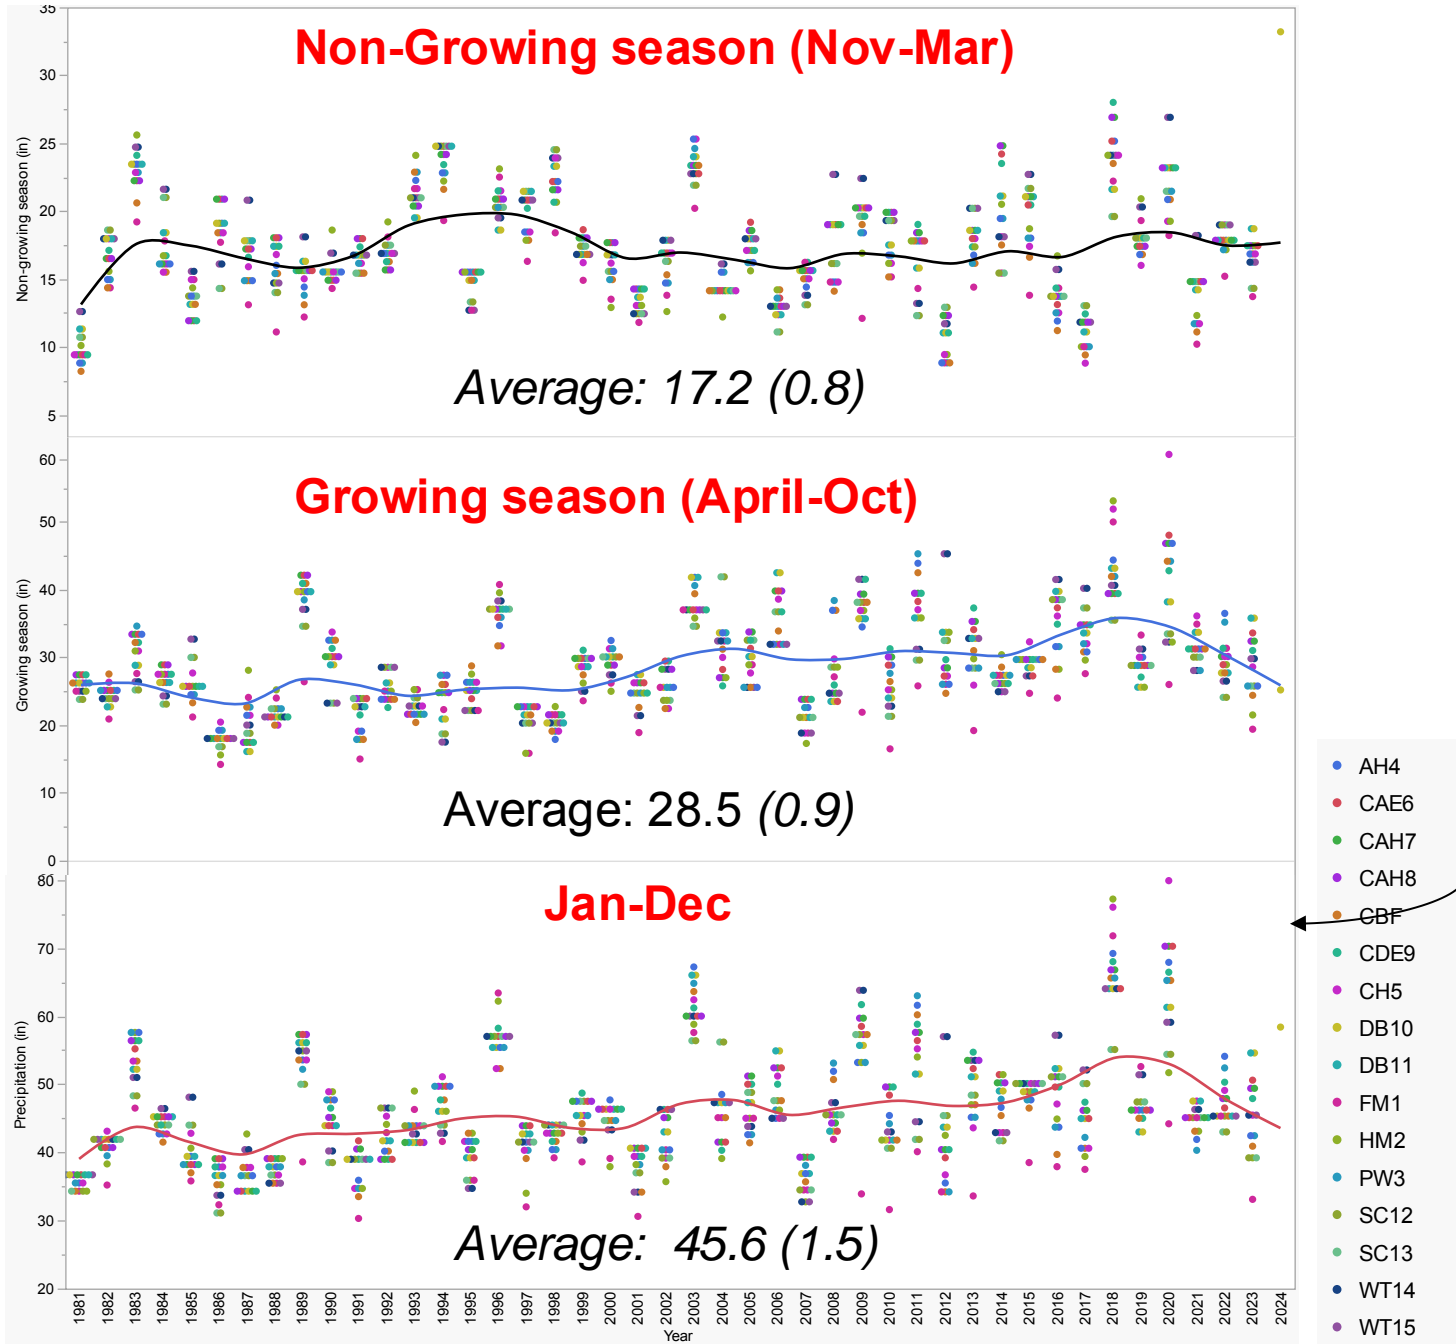 35
Non-Growing season (Nov-Mar)
30
25
20
15
10
5
Non-growing season (in)
Average: 17.2 (0.8)
60
50
40
30
20
10
0
Growing season (in)
Growing season (April-Oct)
Average: 28.5 (0.9)
80
70
60
50
40
30
20
Precipitation (in)
Jan-Dec
Average: 45.6 (1.5)
1981 1982 1983 1984 1985 1986 1987 1988 1989 1990 1991 1992 1993 1994 1995 1996 1997 1998 1999 2000 2001 2002 2003 2004 2005 2006 2007 2008 2009 2010 2011 2012 2013 2014 2015 2016 2017 2018 2019 2020 2021 2022 2023 2024
Year
AH4
CAE6
CAH7
CAH8
CBF
CDE9
CH5
DB10
DB11
FM1
HM2
PW3
SC12
SC13
WT14
WT15